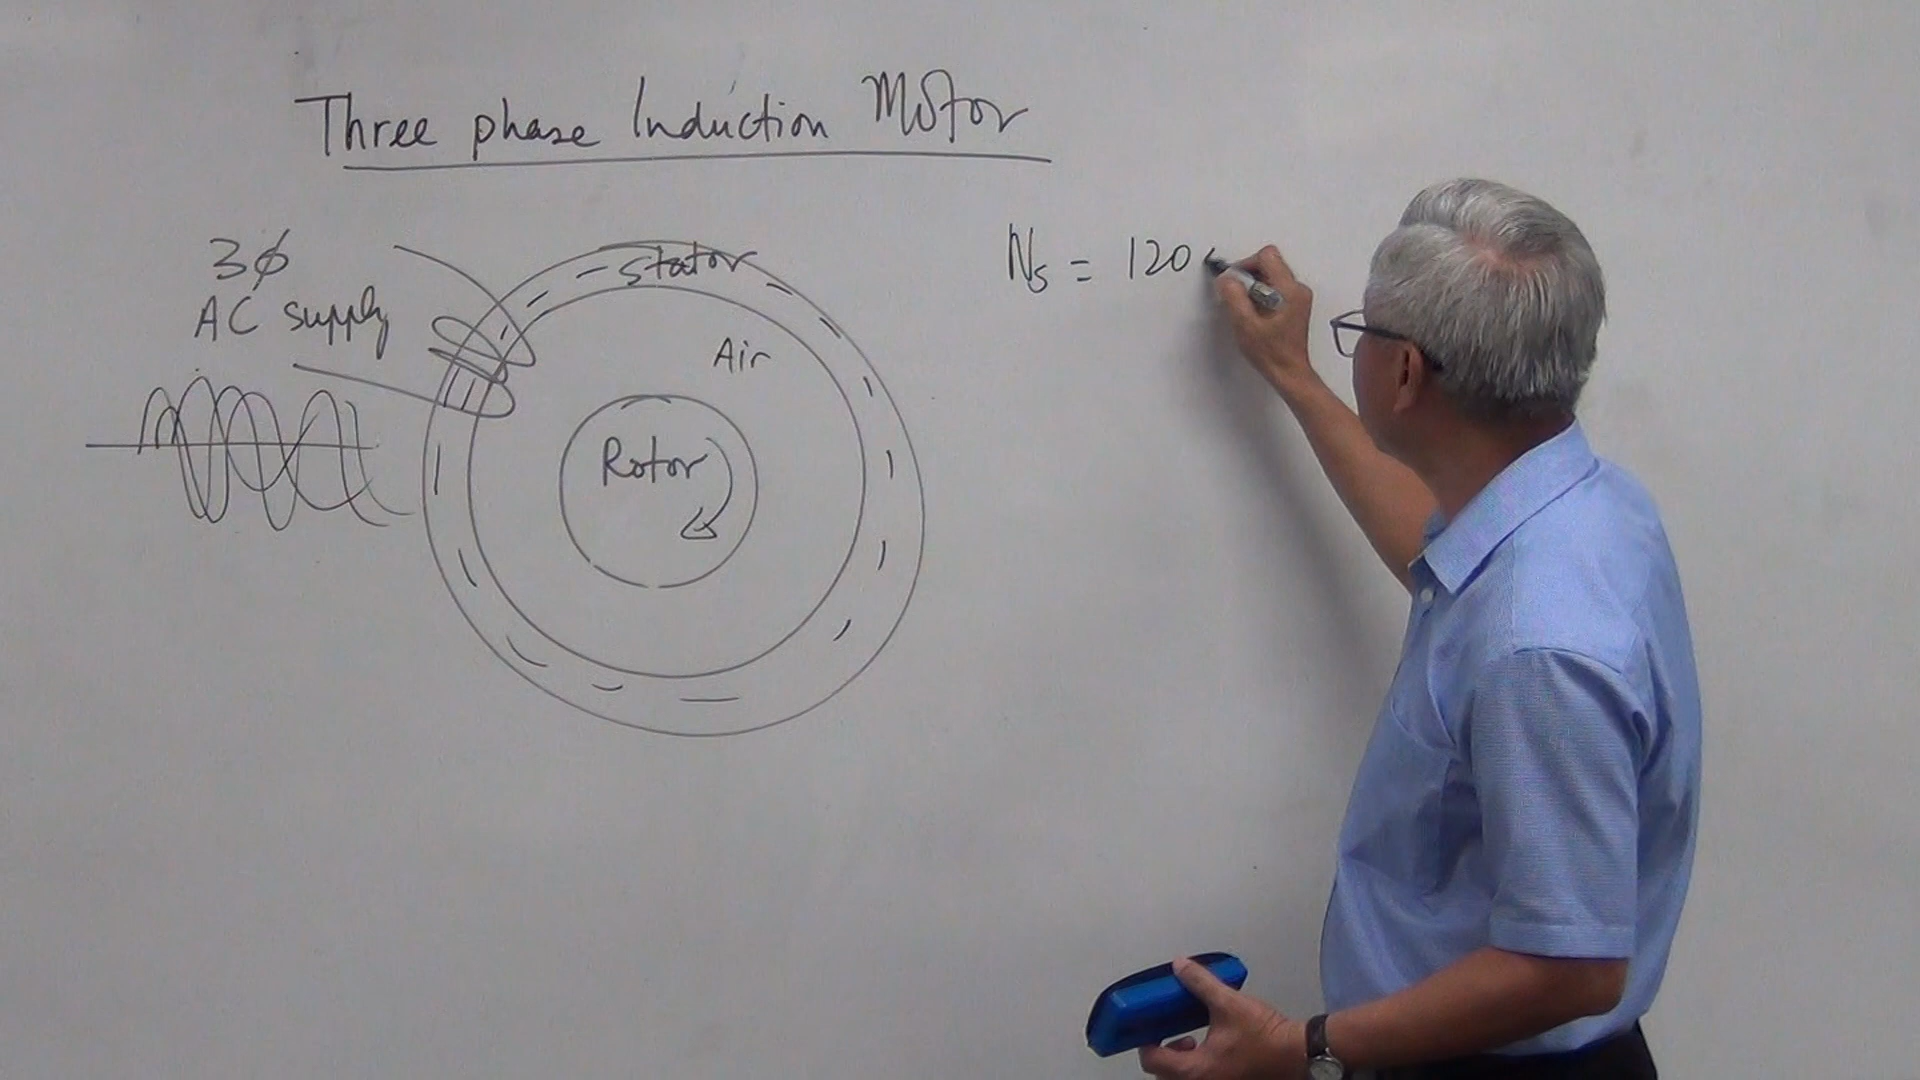 Three phase Induction Motor
3φ
AC supply
stator
Air
Rotor
Ns = 120